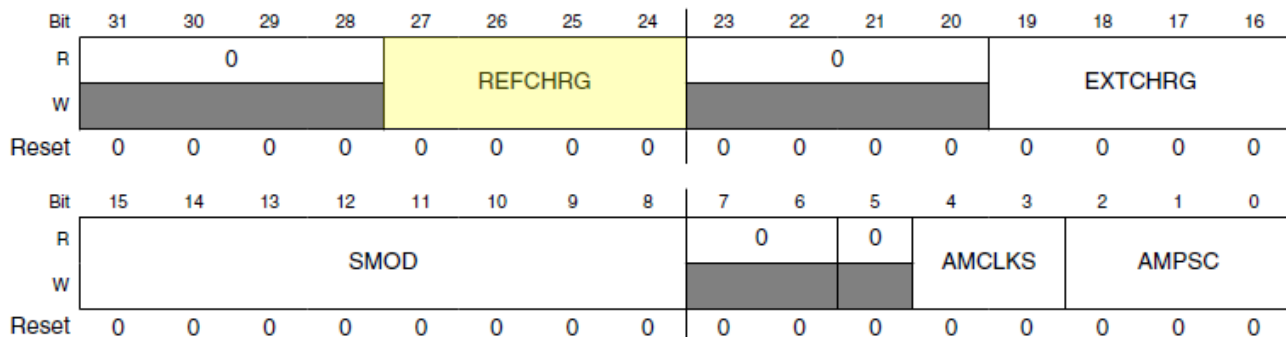 Bit 31 30 29 28 27 26 25 24 23 22 21 20 19 18 17 16
R 0 REFCHRG 0 EXTCHRG
W
Reset 0 0 0 0 0 0 0 0 0 0 0 0 0 0 0 0
Bit 15 14 13 12 11 10 9 8 7 6 5 4 3 2 1 0
R SMOD 0 0 AMCLKS AMPSC
W
Reset 0 0 0 0 0 0 0 0 0 0 0 0 0 0 0 0